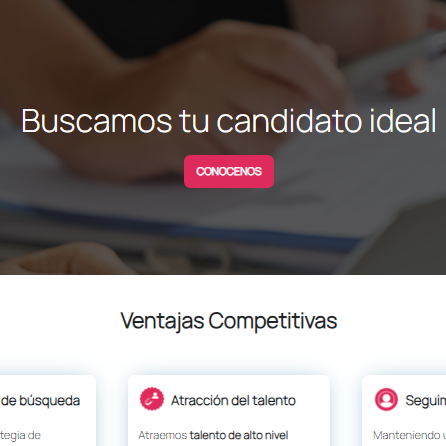 Buscamos tu candidato ideal
CONOCENOS
Ventajas Competitivas
de búsqueda
Atracción del talento
tegia de
Atraemos talento de alto nivel
Manteniendo